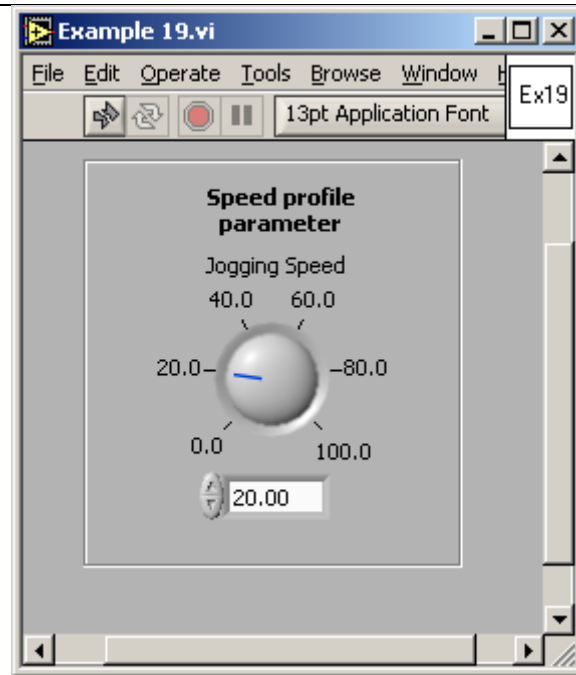 Example 19.vi
File Edit Operate Tools Browse Window
Ex19
13pt Application Font
Speed profile
parameter
Jogging Speed
40.0 60.0
20.0 80.0
0.0 100.0
20.00